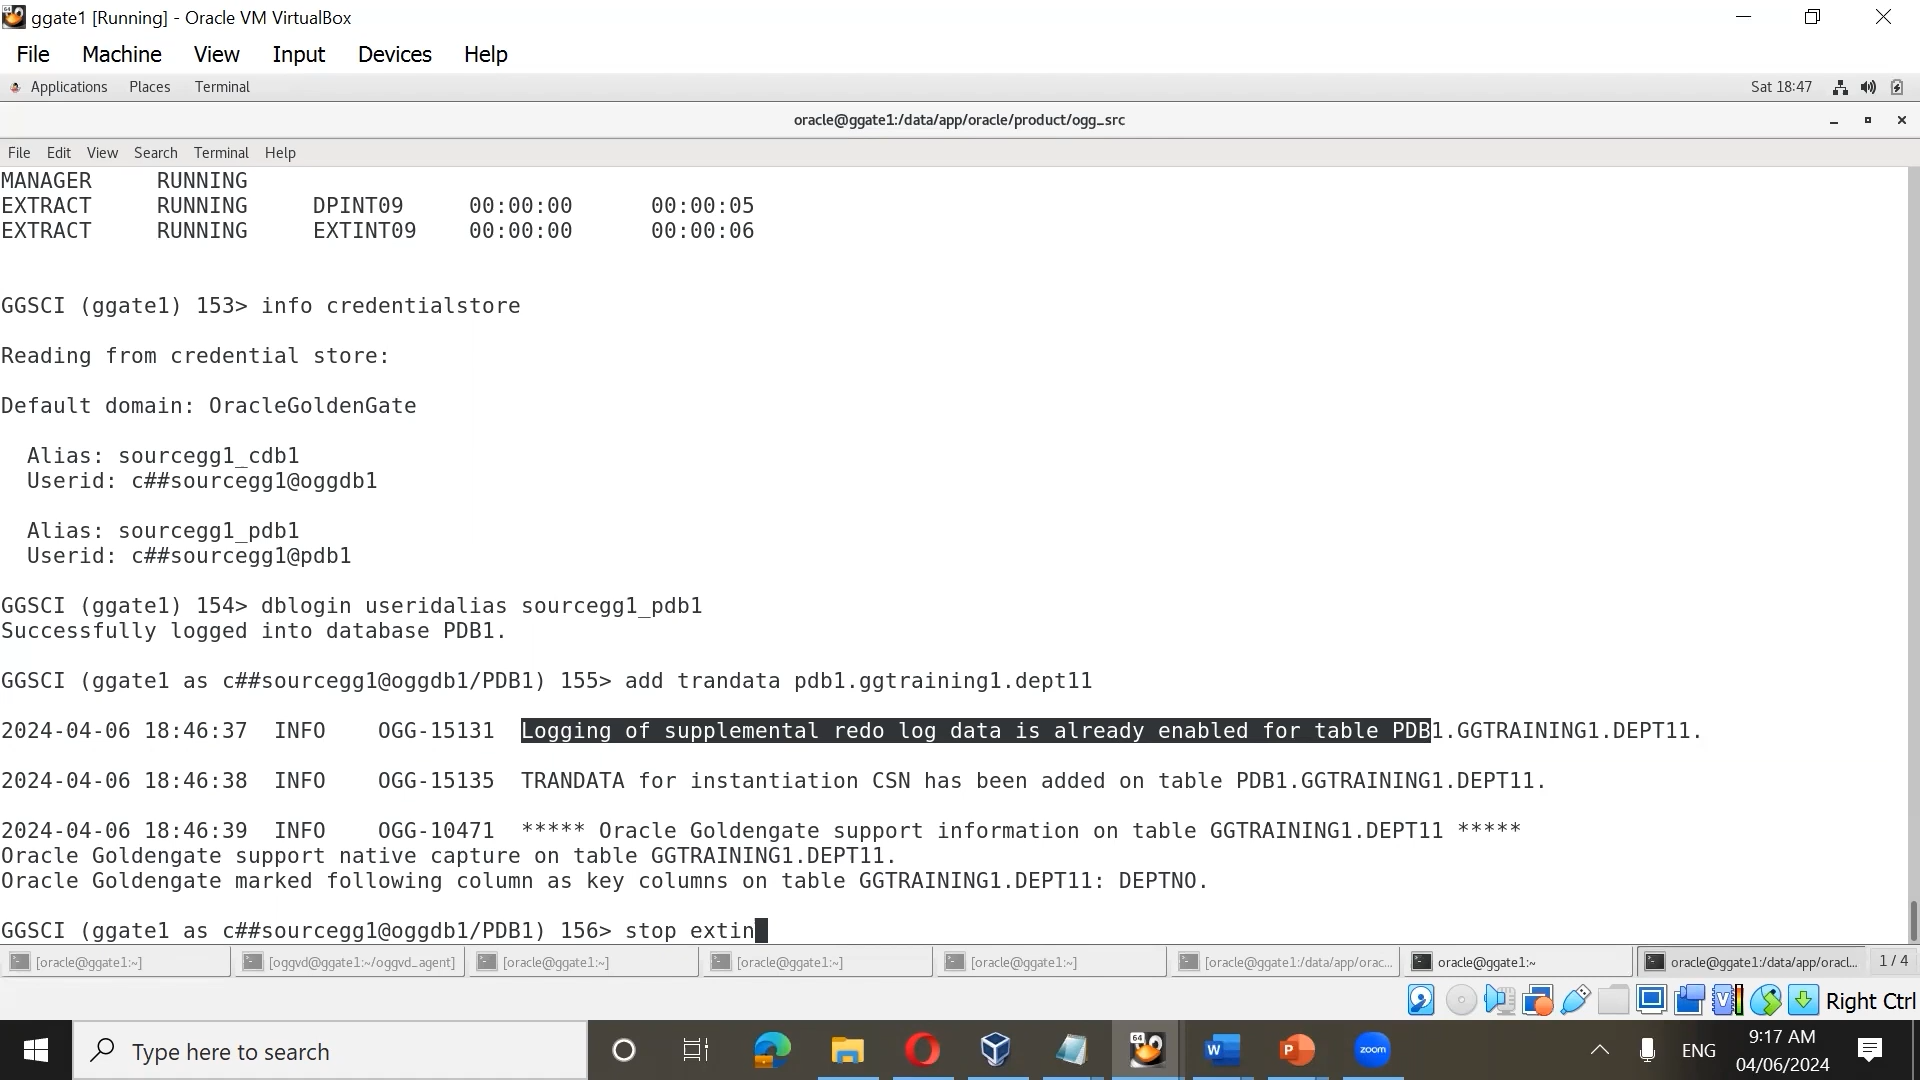 ggate1 [Running] - Oracle VM VirtualBox
File Machine View Input Devices Help
Applications Places Terminal Sat 18:47
oracle@ggate1:/data/app/oracle/product/ogg_src
File Edit View Search Terminal Help
MANAGER RUNNING
EXTRACT RUNNING DPINT09 00:00:00 00:00:05
EXTRACT RUNNING EXTINT09 00:00:00 00:00:06
GGSCI (ggate1) 153> info credentialstore
Reading from credential store:
Default domain: OracleGoldenGate
Alias: sourcegg1_cdb1
Userid: c##sourcegg1@oggdb1
Alias: sourcegg1_pdb1
Userid: c##sourcegg1@pdb1
GGSCI (ggate1) 154> dblogin useridalias sourcegg1_pdb1
Successfully logged into database PDB1.
GGSCI (ggate1 as c##sourcegg1@oggdb1/PDB1) 155> add trandata pdb1.ggtraining1.dept11
2024-04-06 18:46:37 INFO OGG-15131 Logging of supplemental redo log data is already enabled for table PDB1.GGTRAINING1.DEPT11.
2024-04-06 18:46:38 INFO OGG-15135 TRANDATA for instantiation CSN has been added on table PDB1.GGTRAINING1.DEPT11.
2024-04-06 18:46:39 INFO OGG-10471 ***** Oracle Goldengate support information on table GGTRAINING1.DEPT11 *****
Oracle Goldengate support native capture on table GGTRAINING1.DEPT11.
Oracle Goldengate marked following column as key columns on table GGTRAINING1.DEPT11: DEPTNO.
GGSCI (ggate1 as c##sourcegg1@oggdb1/PDB1) 156> stop extin
[oracle@ggate1:~] [oggvd@ggate1:~/oggvd_agent] [oracle@ggate1:~] [oracle@ggate1:~] [oracle@ggate1:~] [oracle@ggate1:/data/app/orac... oracle@ggate1:~ oracle@ggate1:/data/app/oracl... 1 / 4
Right Ctrl
Type here to search
W P zoom
ENG
9:17 AM
04/06/2024